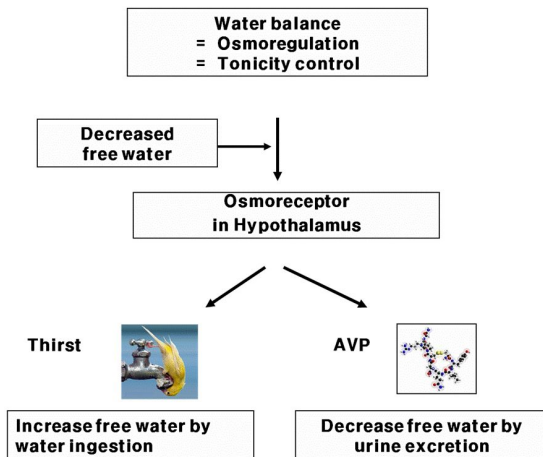 Water balance
= Osmoregulation
= Tonicity control
Decreased
free water
Osmoreceptor
in Hypothalamus
Thirst
AVP
Increase free water by
water ingestion
Decrease free water by
urine excretion